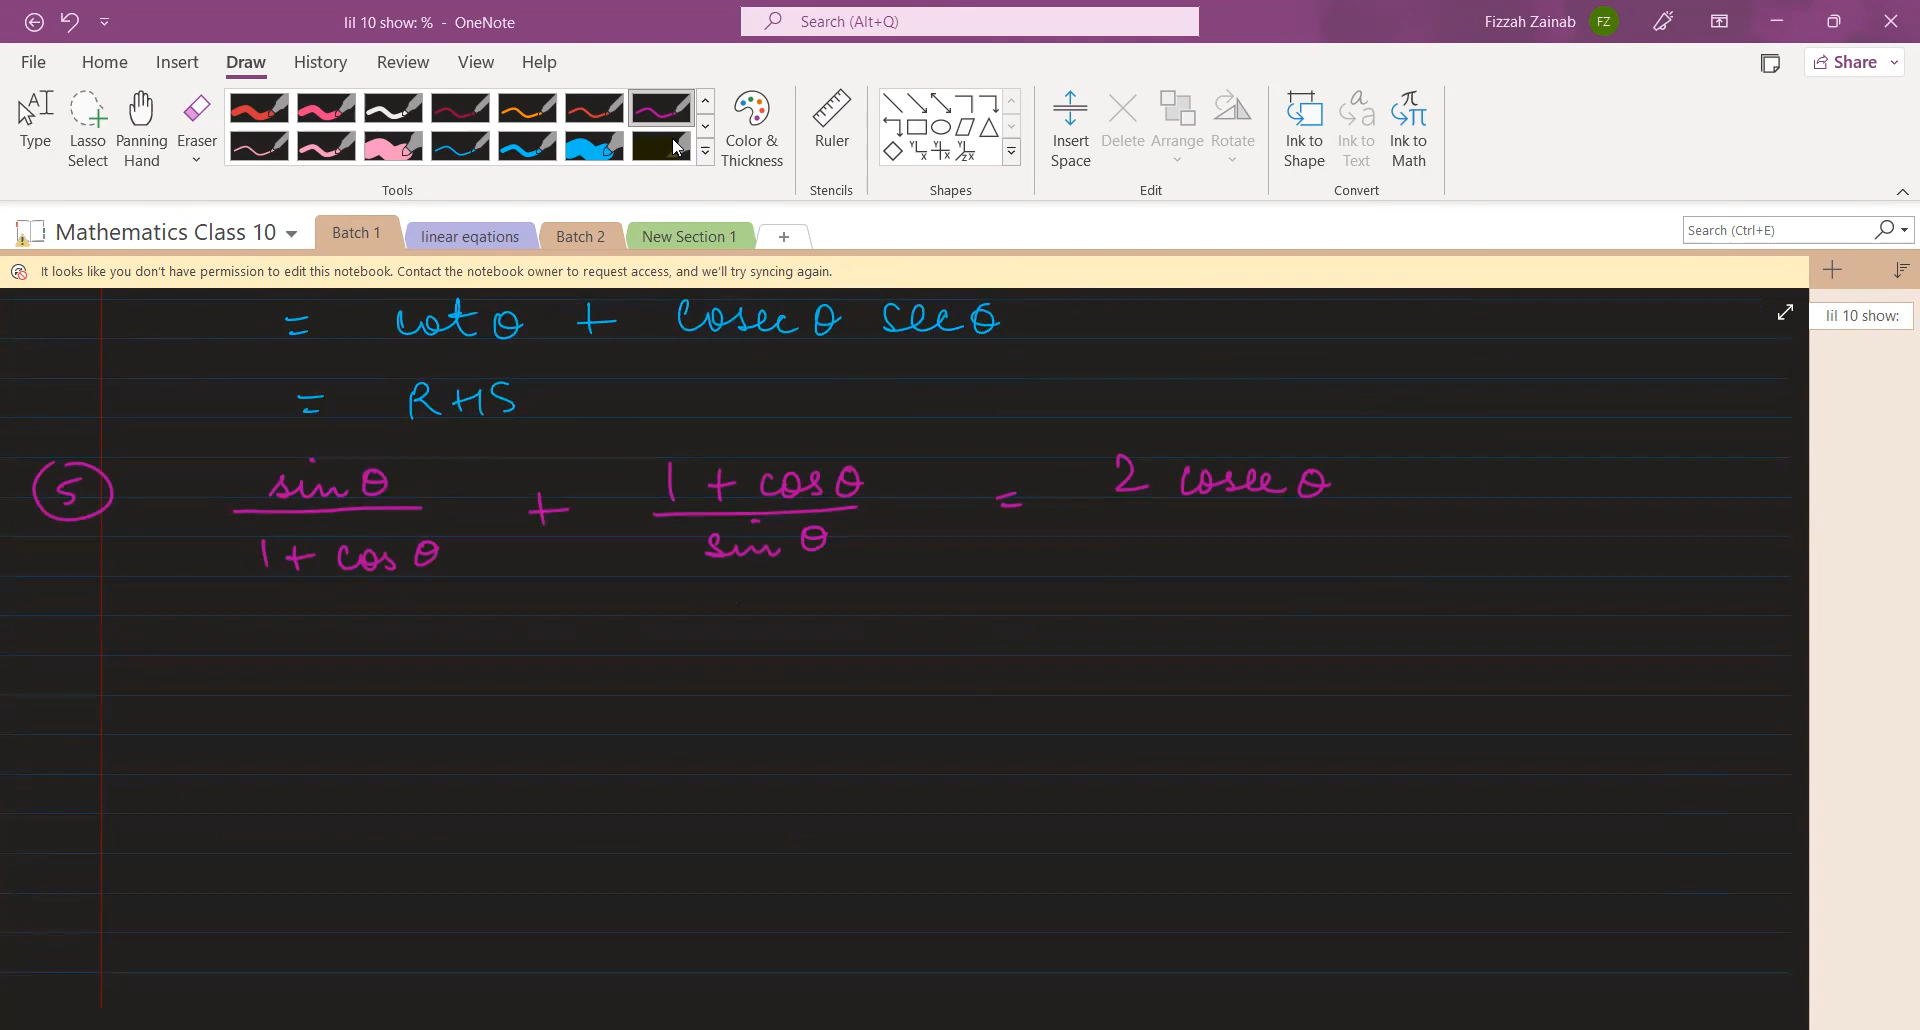 lil 10 show: % - OneNote
Search (Alt+Q)
Fizzah Zainab FZ
File Home Insert Draw History Review View Help
Share
Type
Lasso Select
Panning Hand
Eraser
Color & Thickness
Ruler
Insert Space
Delete
Arrange
Rotate
Ink to Shape
Ink to Text
Ink to Math
Tools Stencils Shapes Edit Convert
Mathematics Class 10
Batch 1 linear eqations Batch 2 New Section 1 +
Search (Ctrl+E)
It looks like you don't have permission to edit this notebook. Contact the notebook owner to request access, and we'll try syncing again.
lil 10 show:
= cot θ + cosec θ sec θ
= RHS
5 sin θ / 1 + cos θ + 1 + cos θ / sin θ = 2 cosec θ